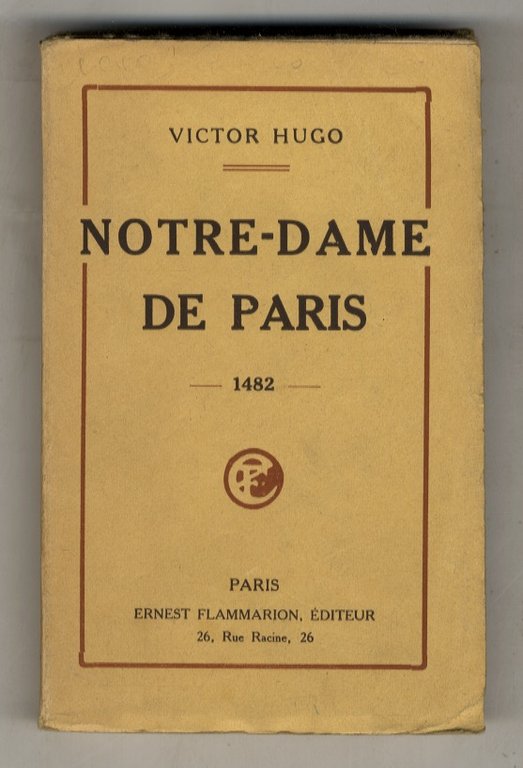 VICTOR HUGO
NOTRE-DAME
DE PARIS
1482
PARIS
ERNEST FLAMMARION, ÉDITEUR
26, Rue Racine, 26